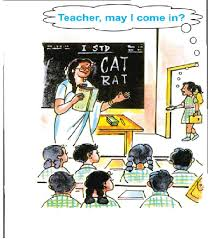 Teacher, may I come in?
I STD
CAT
RAT